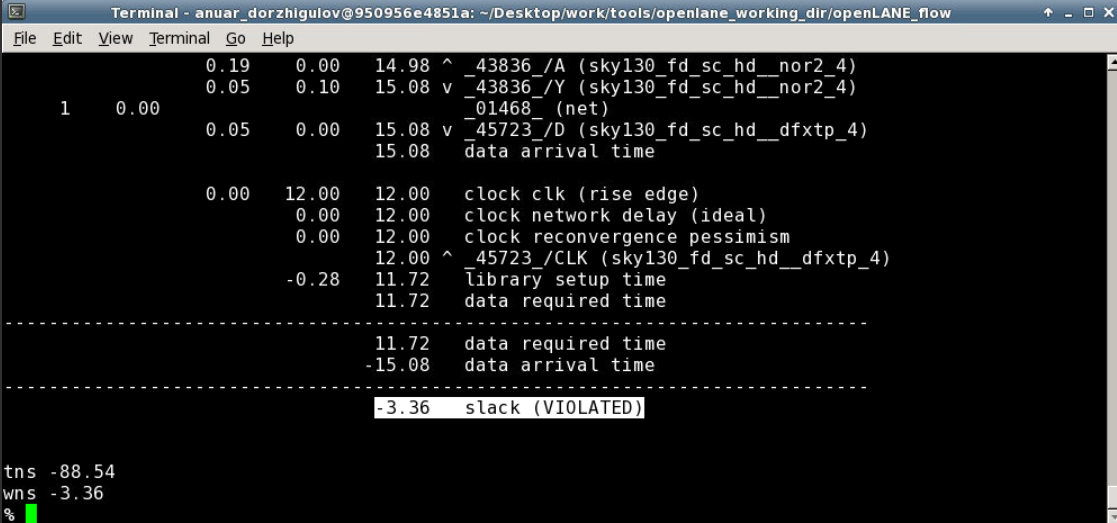 Terminal - anuar_dorzhigulov@950956e4851a: ~/Desktop/work/tools/openlane_working_dir/openLANE_flow
File Edit View Terminal Go Help
0.19 0.00 14.98 ^ _43836_/A (sky130_fd_sc_hd__nor2_4)
0.05 0.10 15.08 v _43836_/Y (sky130_fd_sc_hd__nor2_4)
1 0.00 _01468_ (net)
0.05 0.00 15.08 v _45723_/D (sky130_fd_sc_hd__dfxtp_4)
15.08 data arrival time
0.00 12.00 12.00 clock clk (rise edge)
0.00 12.00 clock network delay (ideal)
0.00 12.00 clock reconvergence pessimism
12.00 ^ _45723_/CLK (sky130_fd_sc_hd__dfxtp_4)
-0.28 11.72 library setup time
11.72 data required time
-----------------------------------------------------------------------------
11.72 data required time
-15.08 data arrival time
-----------------------------------------------------------------------------
-3.36 slack (VIOLATED)
tns -88.54
wns -3.36
%